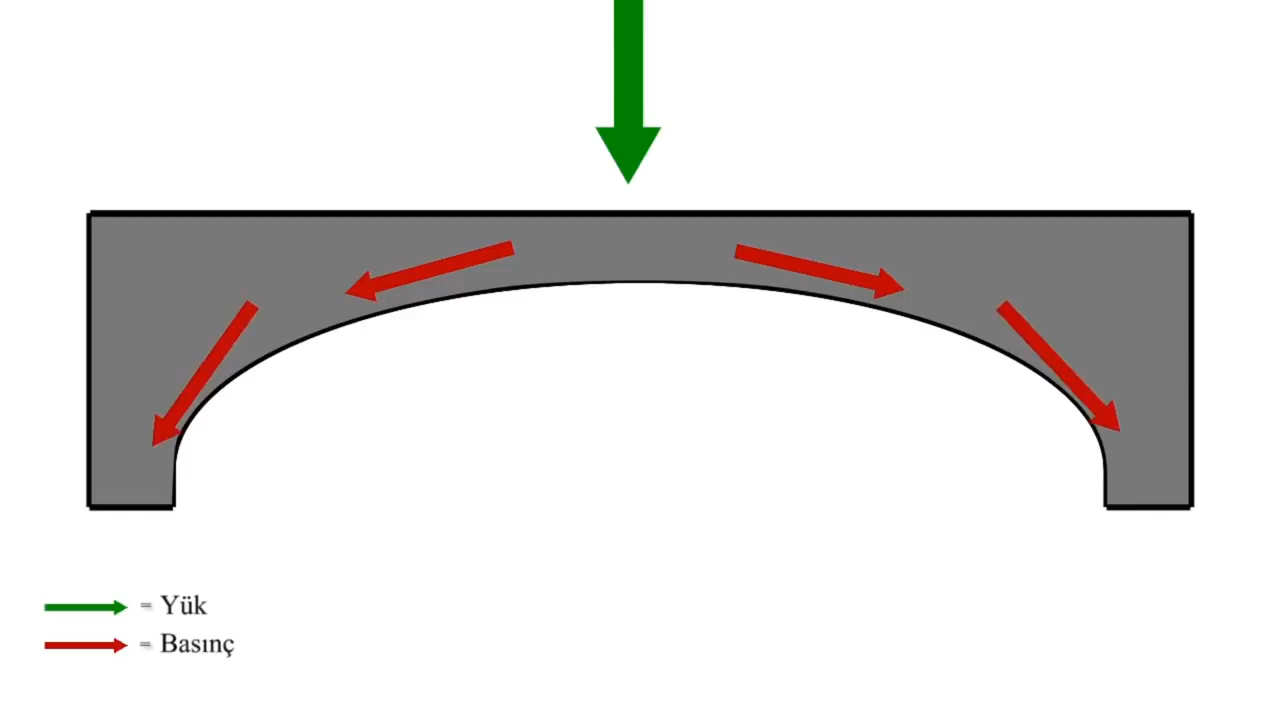 = Yük
= Basınç